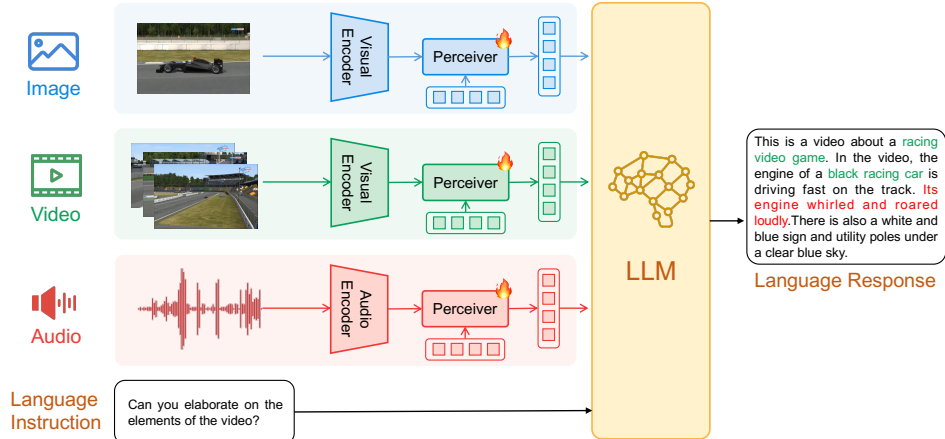 Image
Visual
Encoder
Perceiver
Video
Visual
Encoder
Perceiver
Audio
Audio
Encoder
Perceiver
Language
Instruction
Can you elaborate on the
elements of the video?
LLM
This is a video about a racing
video game. In the video, the
engine of a black racing car is
driving fast on the track. Its
engine whirled and roared
loudly.There is also a white and
blue sign and utility poles under
a clear blue sky.
Language Response